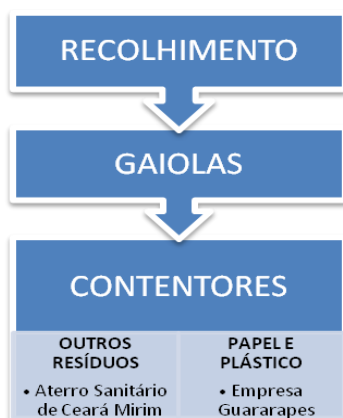 RECOLHIMENTO
GAIOLAS
CONTENTORES
OUTROS
RESÍDUOS
• Aterro Sanitário
de Ceará Mirim
PAPEL E
PLÁSTICO
• Empresa
Guararapes